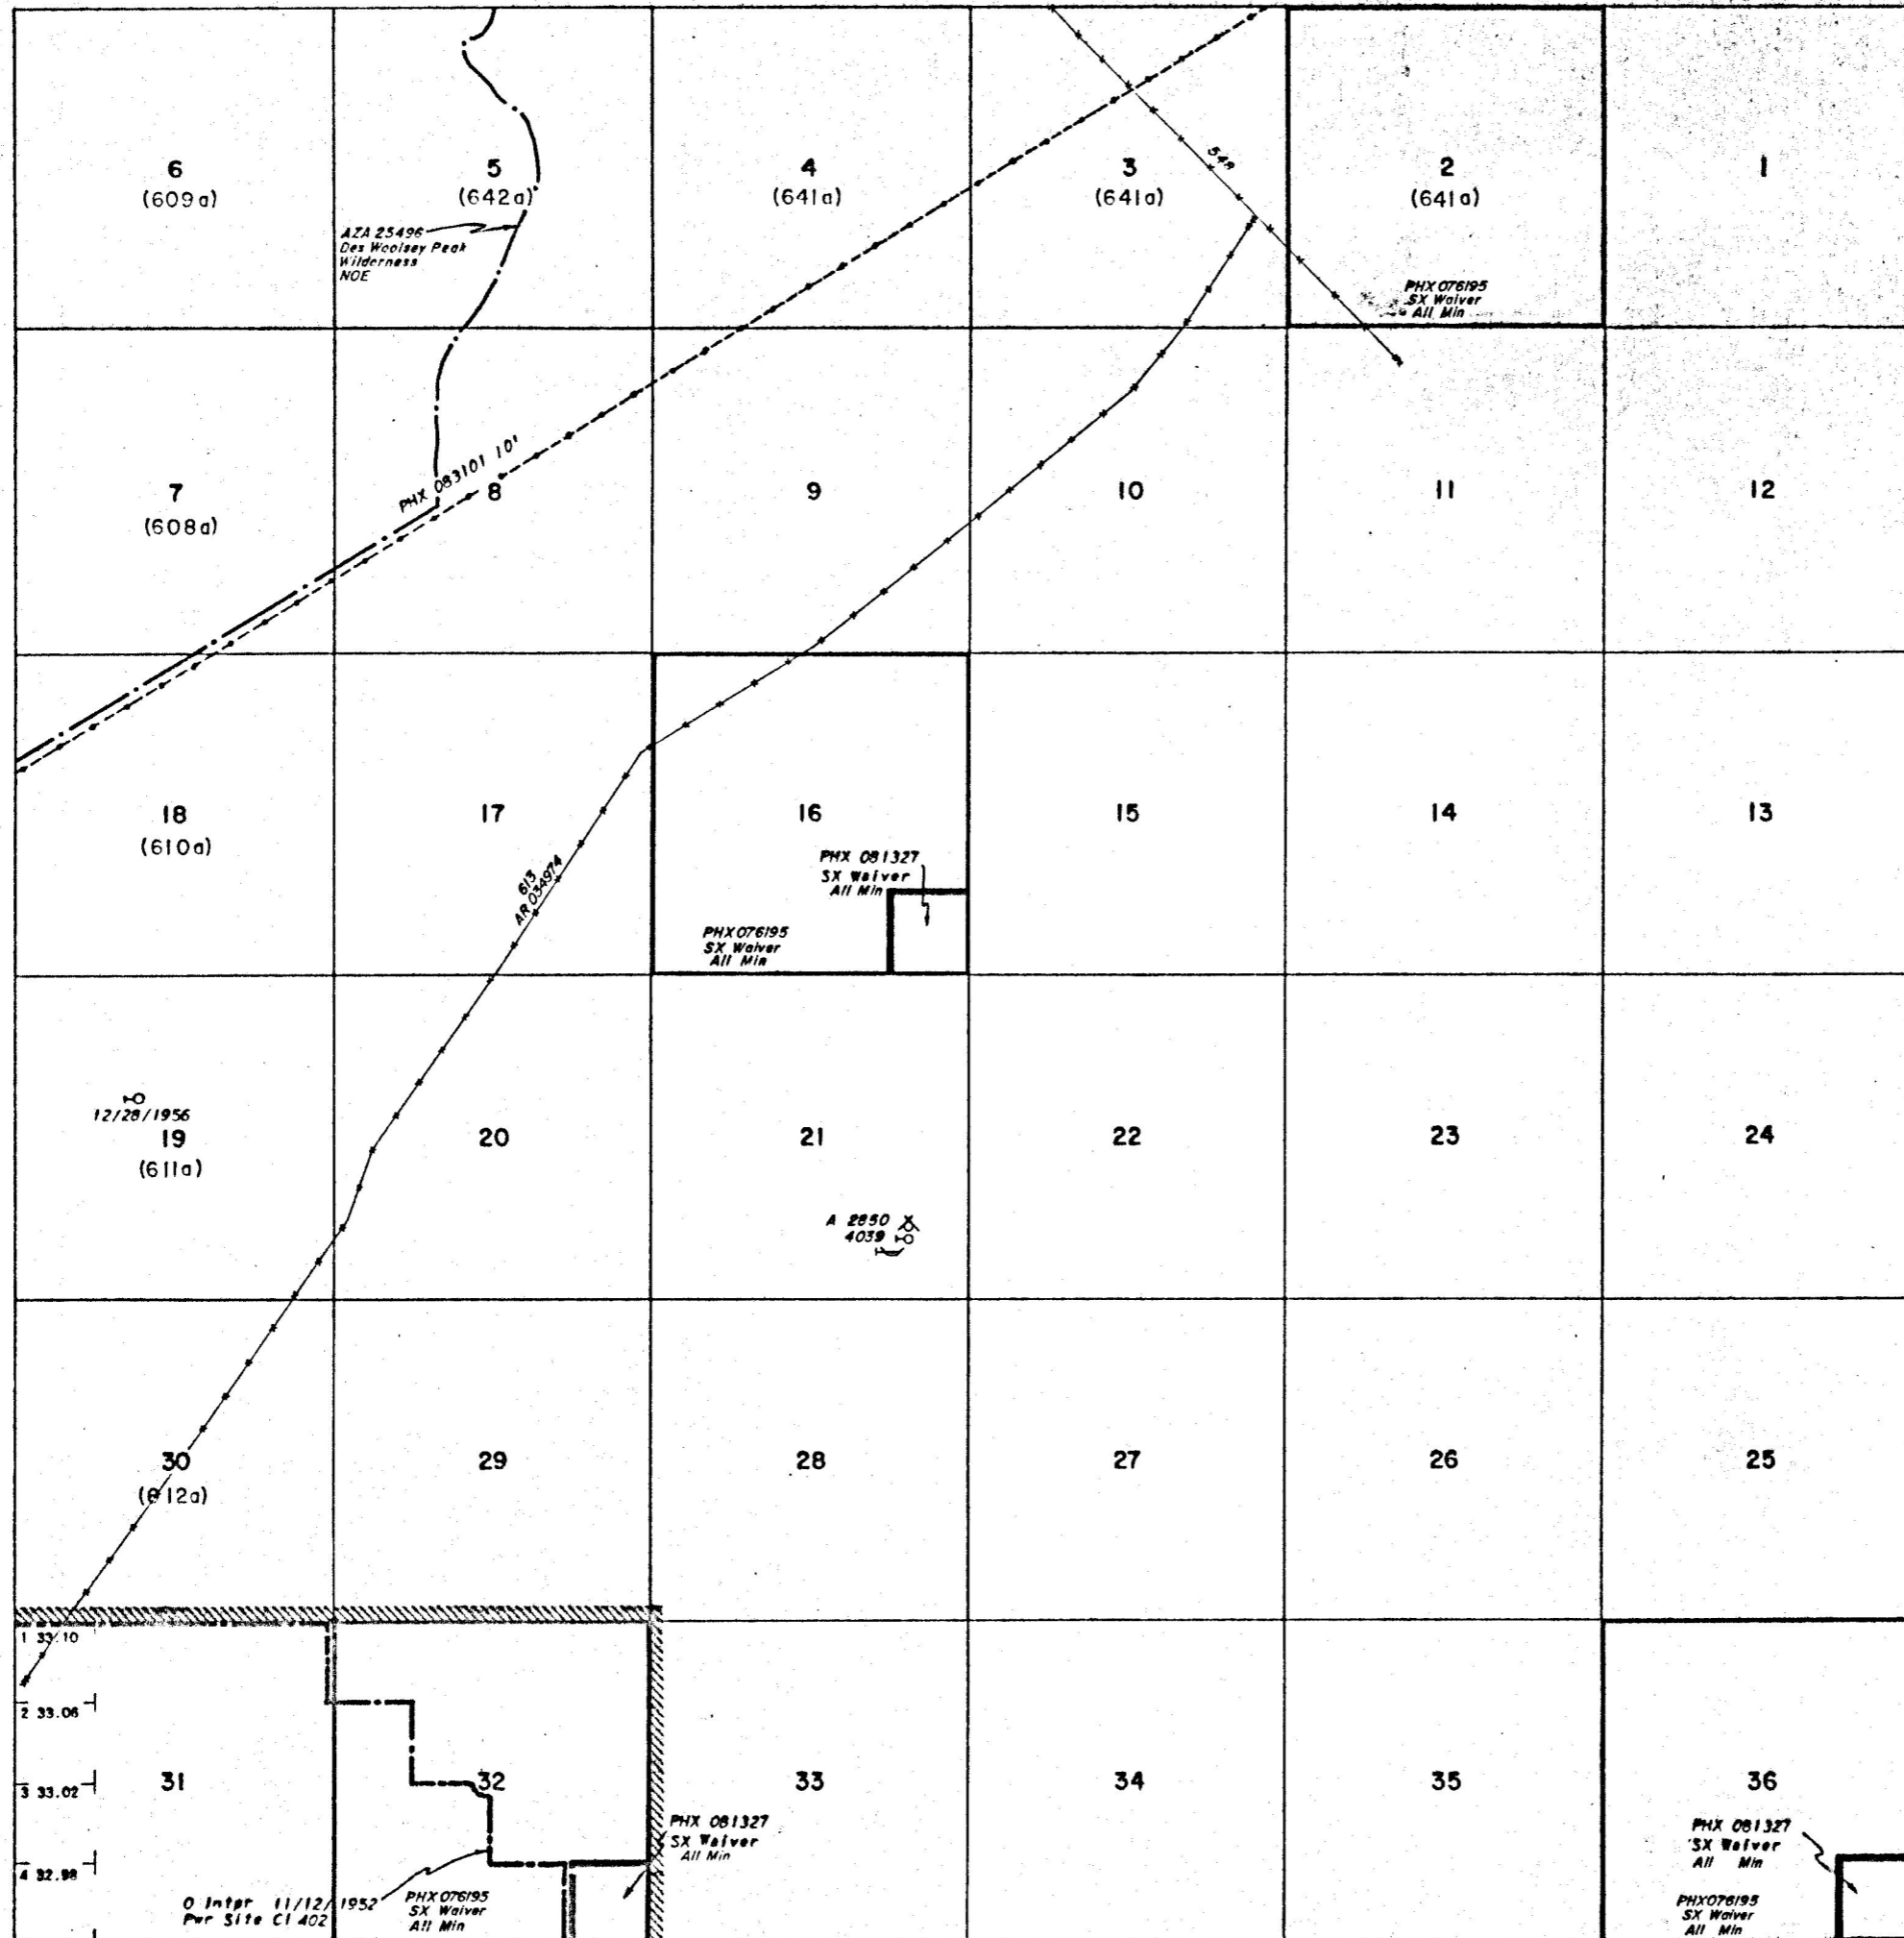 6
(609a)
5
(642a)
4
(641a)
3
(641a)
2
(641a)
1
548
AZA 25496
Des Woolsey Peak
Wilderness
NOE
PHX 076195
SX Waiver
All Min
7
(608a)
PHX 083101 10'
8
9
10
11
12
18
(610a)
17
16
15
14
13
613
AR 034974
PHX 081327
SX Waiver
All Min
PHX 076195
SX Waiver
All Min
12/28/1956
19
(611a)
20
21
22
23
24
A 2850
4039
30
(612a)
29
28
27
26
25
1 33.10
2 33.06
3 33.02
4 32.98
31
32
33
34
35
36
PHX 081327
SX Waiver
All Min
O Intpr 11/12/1952
Pwr Site Cl 402
PHX 076195
SX Waiver
All Min
PHX 081327
SX Waiver
All Min
PHX 076195
SX Waiver
All Min